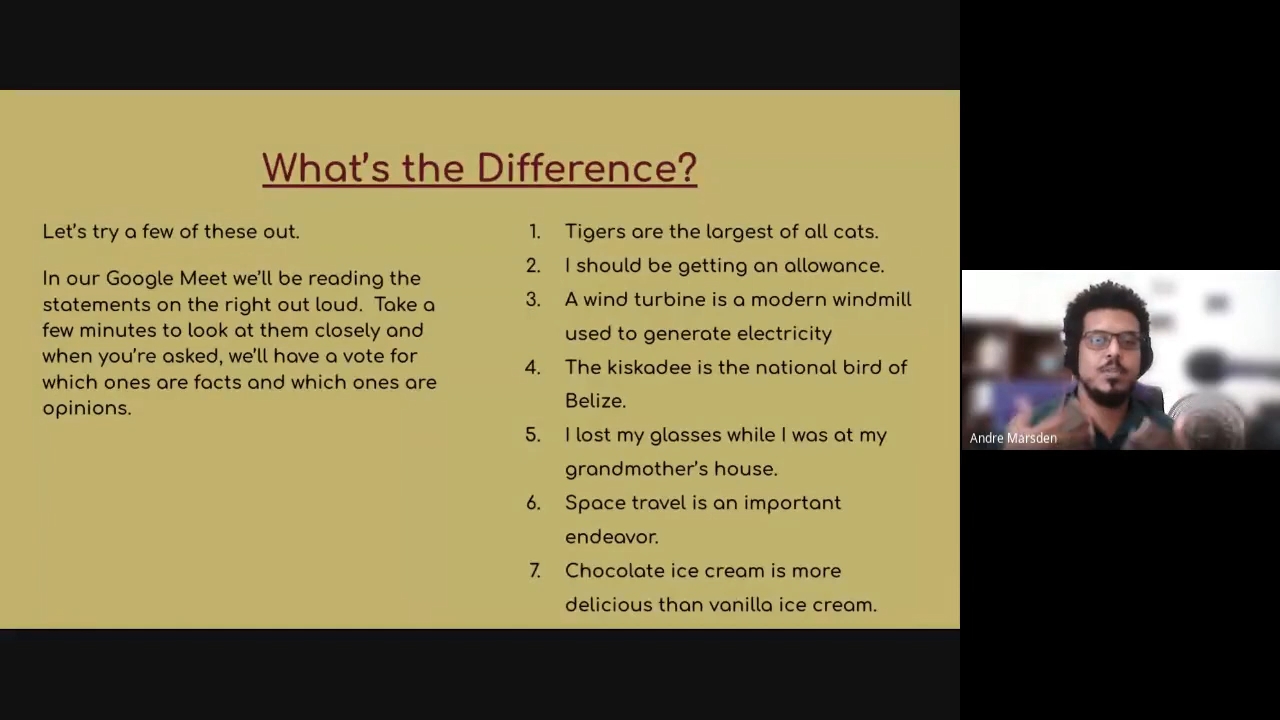 What's the Difference?
Let's try a few of these out.
In our Google Meet we'll be reading the
statements on the right out loud.  Take a
few minutes to look at them closely and
when you're asked, we'll have a vote for
which ones are facts and which ones are
opinions.
1. Tigers are the largest of all cats.
2. I should be getting an allowance.
3. A wind turbine is a modern windmill
used to generate electricity
4. The kiskadee is the national bird of
Belize.
5. I lost my glasses while I was at my
grandmother's house.
6. Space travel is an important
endeavor.
7. Chocolate ice cream is more
delicious than vanilla ice cream.
Andre Marsden